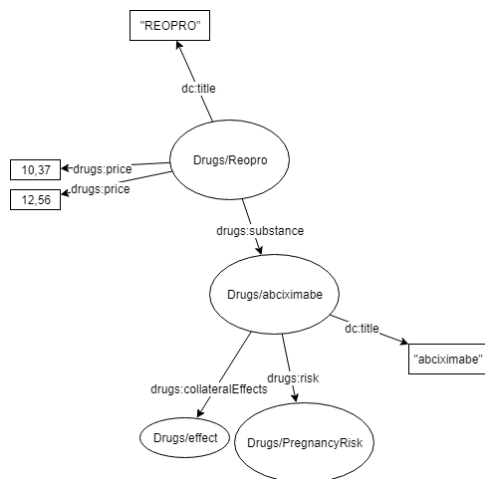 "REOPRO"
dc:title
Drugs/Reopro
10,37
drugs:price
12,56
drugs:price
drugs:substance
Drugs/abciximabe
dc:title
"abciximabe"
drugs:risk
drugs:collateralEffects
Drugs/effect
Drugs/PregnancyRisk